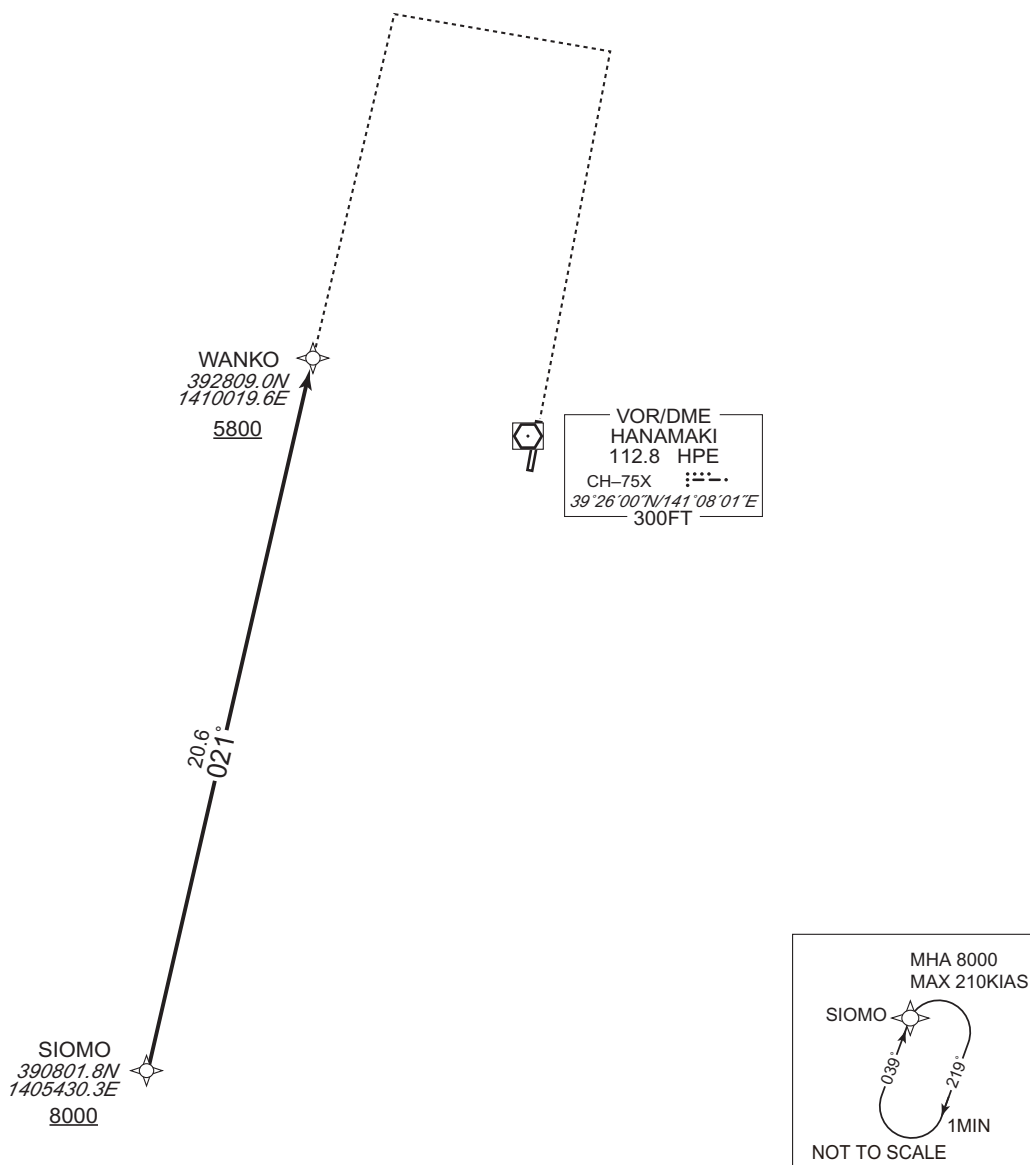 WANKO
392809.0N
1410019.6E
5800
VOR/DME
HANAMAKI
112.8 HPE
CH–75X
39°26′00″N/141°08′01″E
300FT
20.6
021°
SIOMO
390801.8N
1405430.3E
8000
MHA 8000
MAX 210KIAS
SIOMO
039°
219°
1MIN
NOT TO SCALE